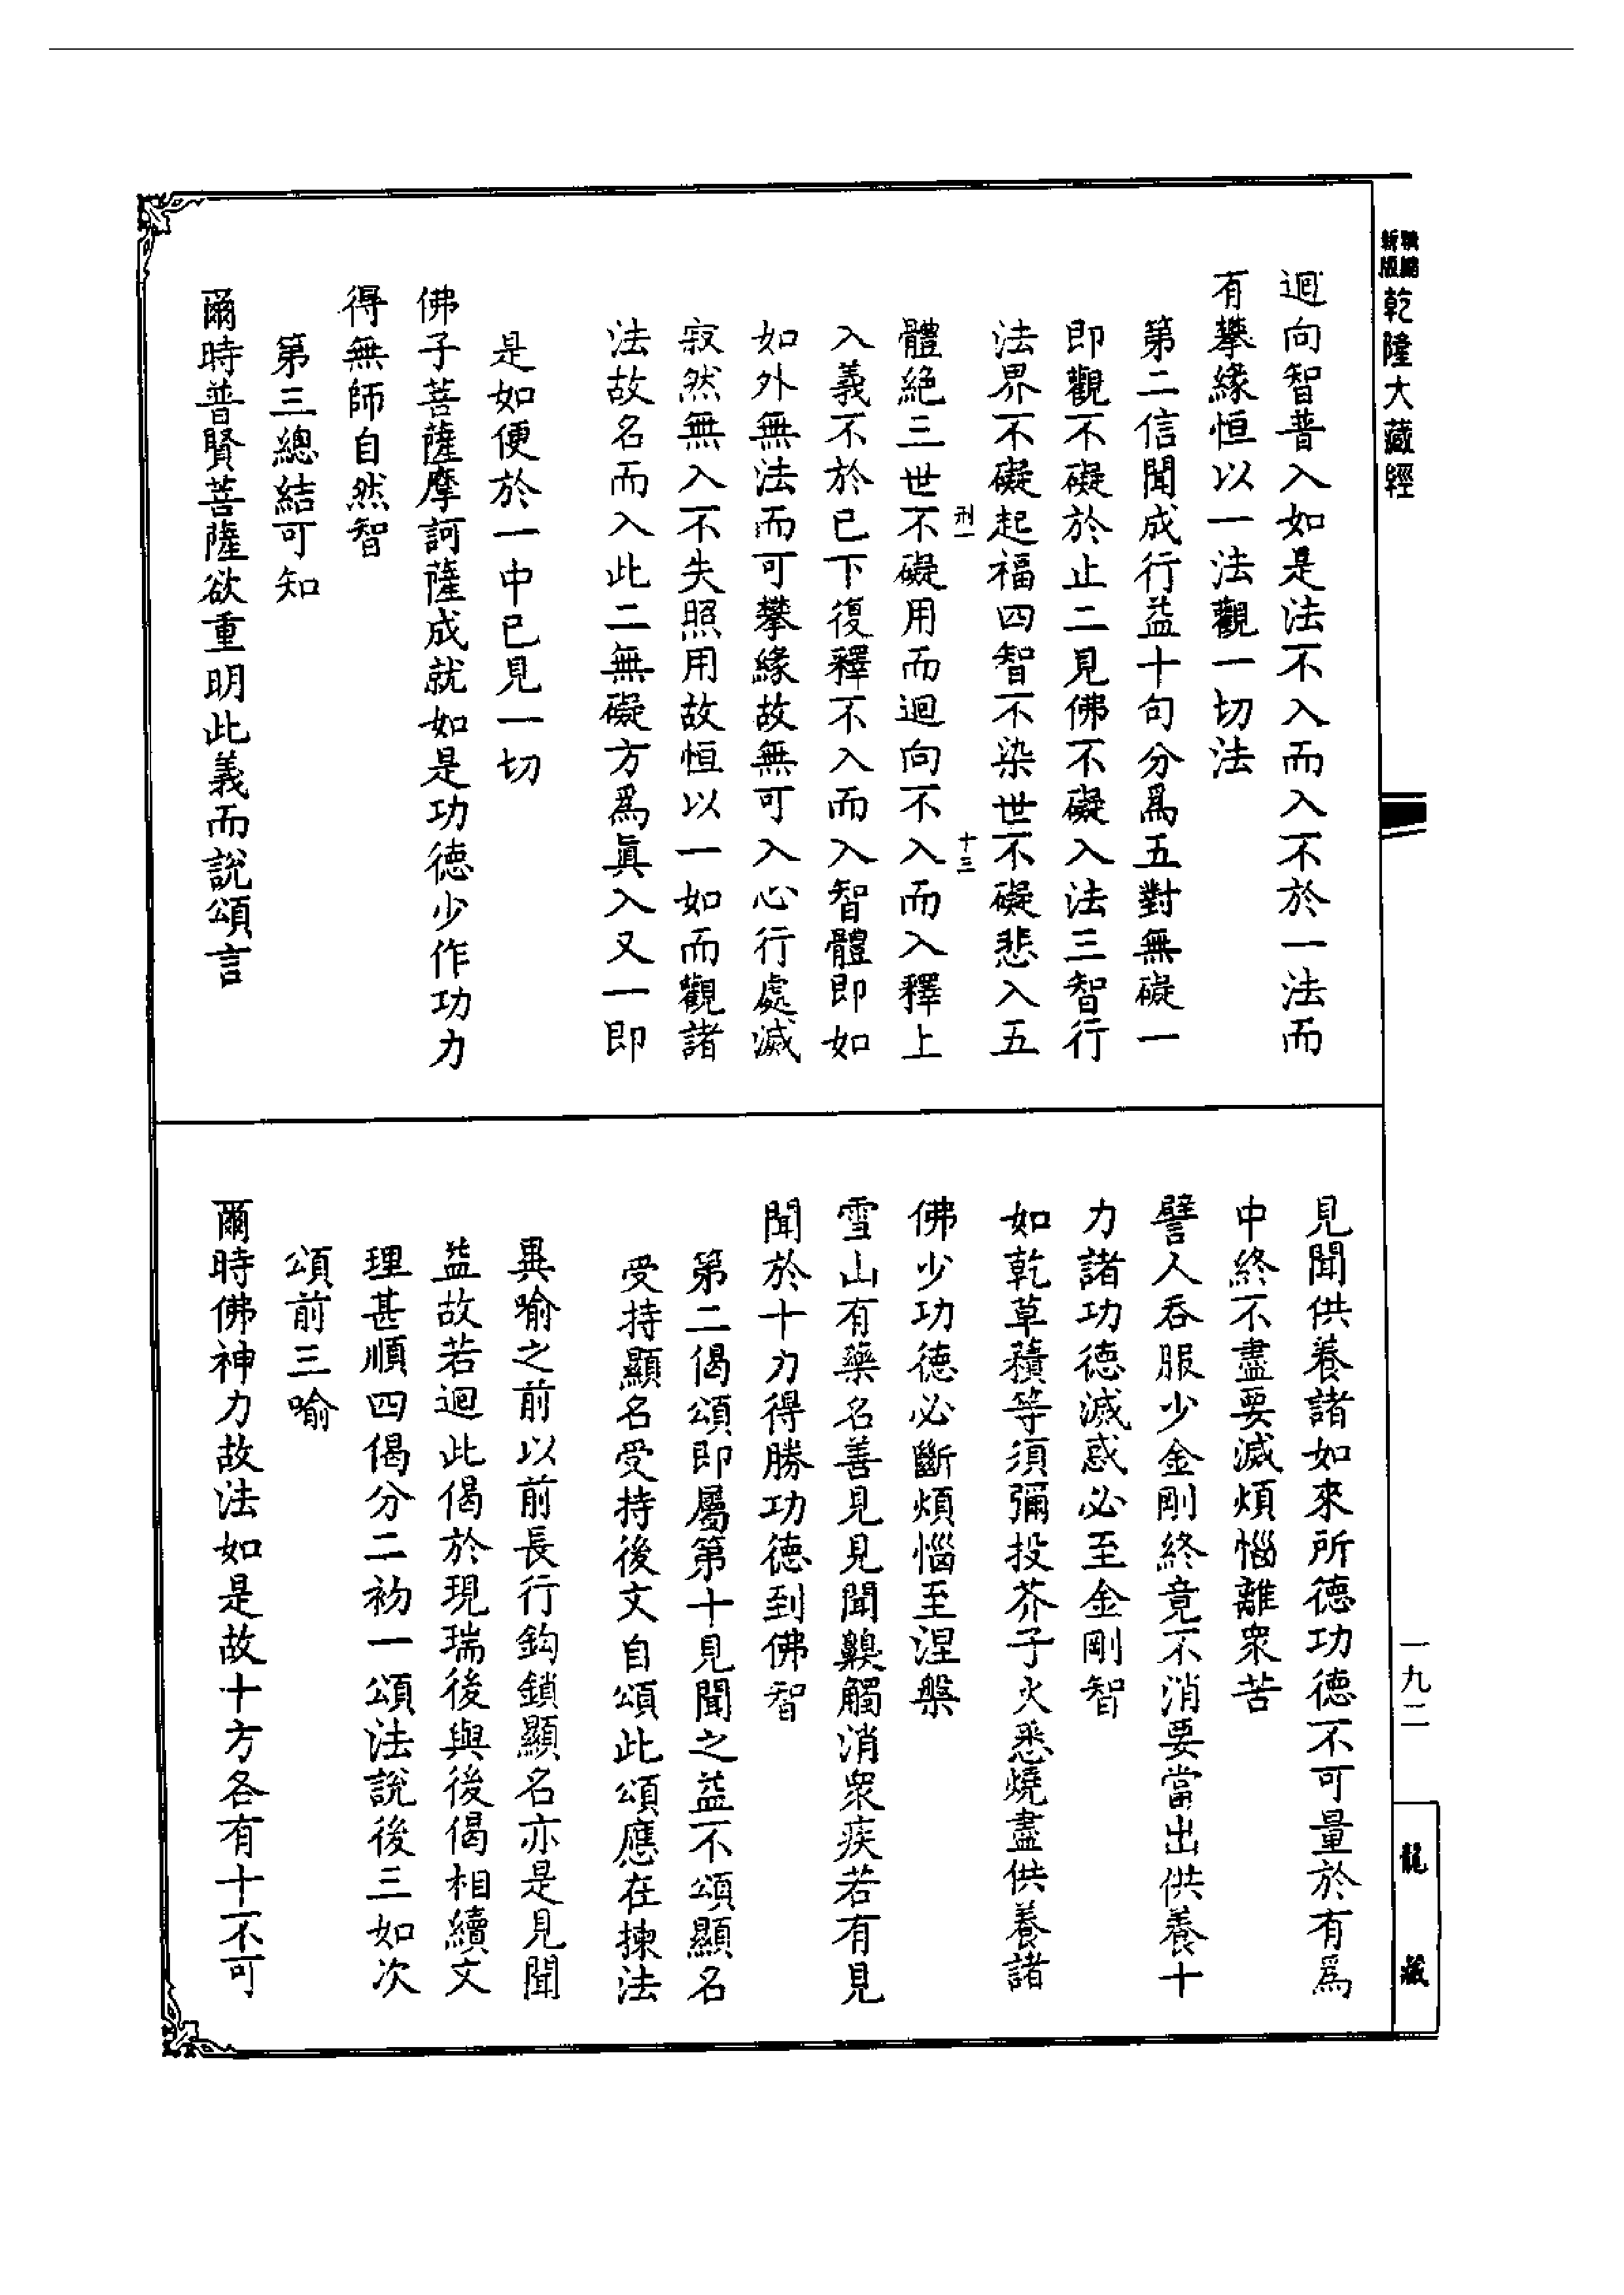 新版
精縮
乾隆大藏經
迴向智普入如是法不入而入不於一法而
有攀緣恒以一法觀一切法
第二信聞成行益十句分爲五對無礙一
即觀不礙於止二見佛不礙入法三智行
法界不礙起福四智不染世不礙悲入五
刑一
十三
體絕三世不礙用而迴向不入而入釋上
入義不於已下復釋不入而入智體即如
如外無法而可攀緣故無可入心行處滅
寂然無入不失照用故恒以一如而觀諸
法故名而入此二無礙方爲眞入又一即
是如便於一中已見一切
佛子菩薩摩訶薩成就如是功德少作功力
得無師自然智
第三總結可知
爾時普賢菩薩欲重明此義而說頌言
見聞供養諸如來所德功德不可量於有爲
中終不盡要滅煩惱離衆苦
譬人吞服少金剛終竟不消要當出供養十
力諸功德滅惑必至金剛智
如乾草積等須彌投芥子火悉燒盡供養諸
佛少功德必斷煩惱至涅槃
雪山有藥名善見見聞齅觸消衆疾若有見
聞於十力得勝功德到佛智
第二偈頌即屬第十見聞之益不頌顯名
受持顯名受持後文自頌此頌應在揀法
異喻之前以前長行鈎鎖顯名亦是見聞
益故若迴此偈於現瑞後與後偈相續文
理甚順四偈分二初一頌法說後三如次
頌前三喻
爾時佛神力故法如是故十方各有十不可
一九二
龍藏